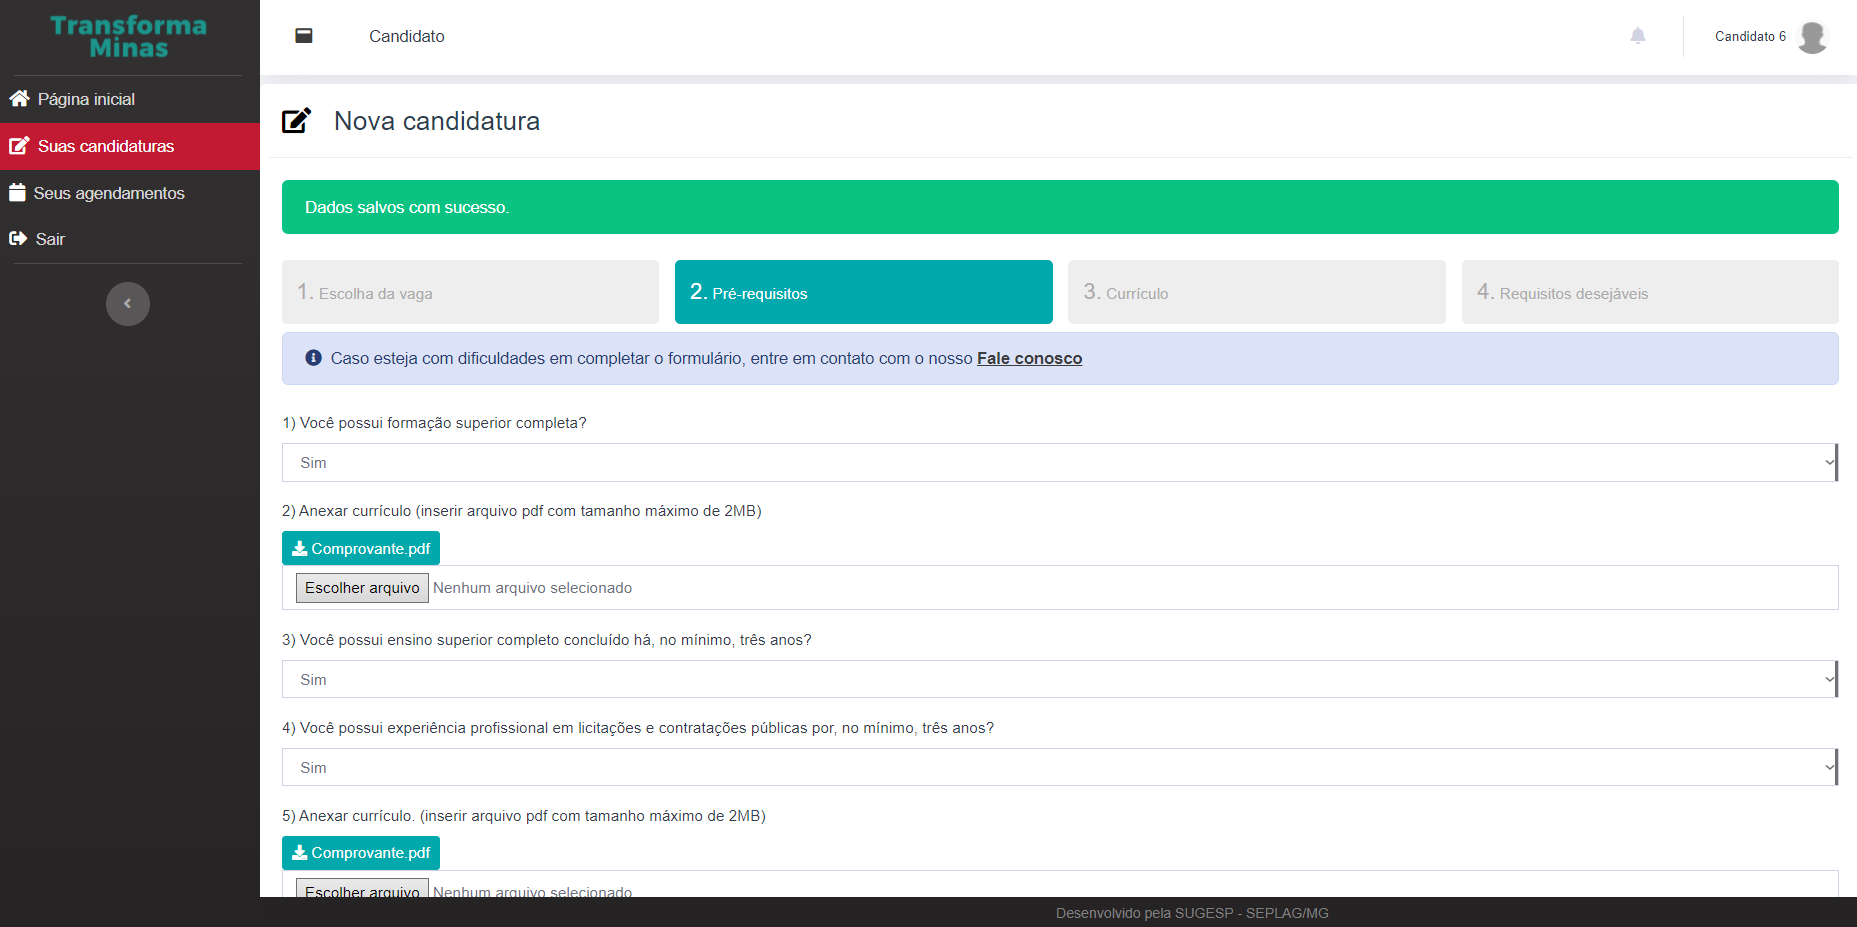 Transforma
Minas
Página inicial
Suas candidaturas
Seus agendamentos
Sair
Candidato
Candidato 6
Nova candidatura
Dados salvos com sucesso.
1. Escolha da vaga
2. Pré-requisitos
3. Currículo
4. Requisitos desejáveis
Caso esteja com dificuldades em completar o formulário, entre em contato com o nosso Fale conosco
1) Você possui formação superior completa?
Sim
2) Anexar currículo (inserir arquivo pdf com tamanho máximo de 2MB)
Comprovante.pdf
Escolher arquivo Nenhum arquivo selecionado
3) Você possui ensino superior completo concluído há, no mínimo, três anos?
Sim
4) Você possui experiência profissional em licitações e contratações públicas por, no mínimo, três anos?
Sim
5) Anexar currículo. (inserir arquivo pdf com tamanho máximo de 2MB)
Comprovante.pdf
Escolher arquivo Nenhum arquivo selecionado
Desenvolvido pela SUGESP - SEPLAG/MG